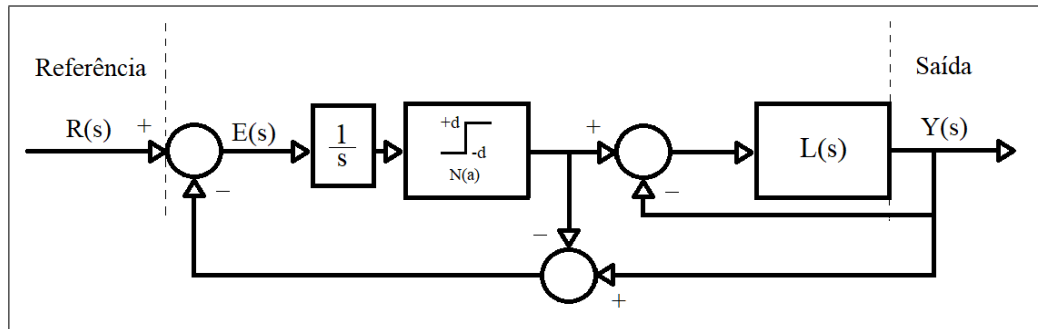 Referência
Saída
R(s)
+
E(s)
1
s
+d
-d
N(a)
+
L(s)
Y(s)
−
−
−
+